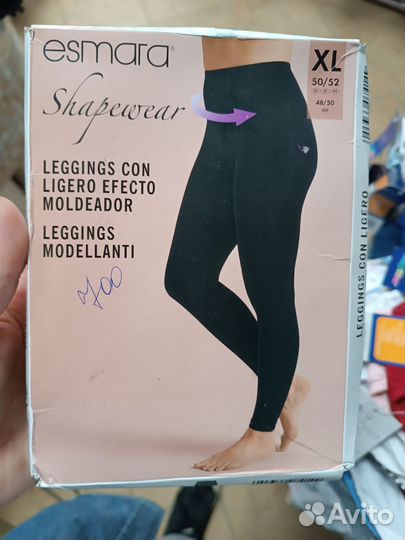 esmara®
Shapewear
XL
50/52
48/50
LEGGINGS CON
LIGERO EFECTO
MOLDEADOR
LEGGINGS
MODELLANTI
700
LEGGINGS CON LIGERO
Avito